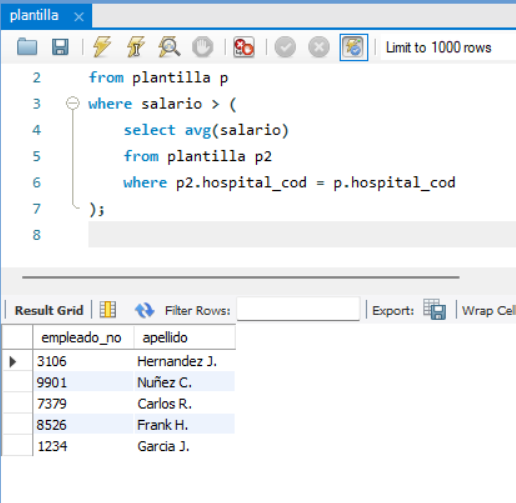 plantilla
Limit to 1000 rows
2 from plantilla p
3 where salario > (
4 select avg(salario)
5 from plantilla p2
6 where p2.hospital_cod = p.hospital_cod
7 );
8
Result Grid Filter Rows: Export: Wrap Cel
empleado_no apellido
3106 Hernandez J.
9901 Nuñez C.
7379 Carlos R.
8526 Frank H.
1234 Garcia J.